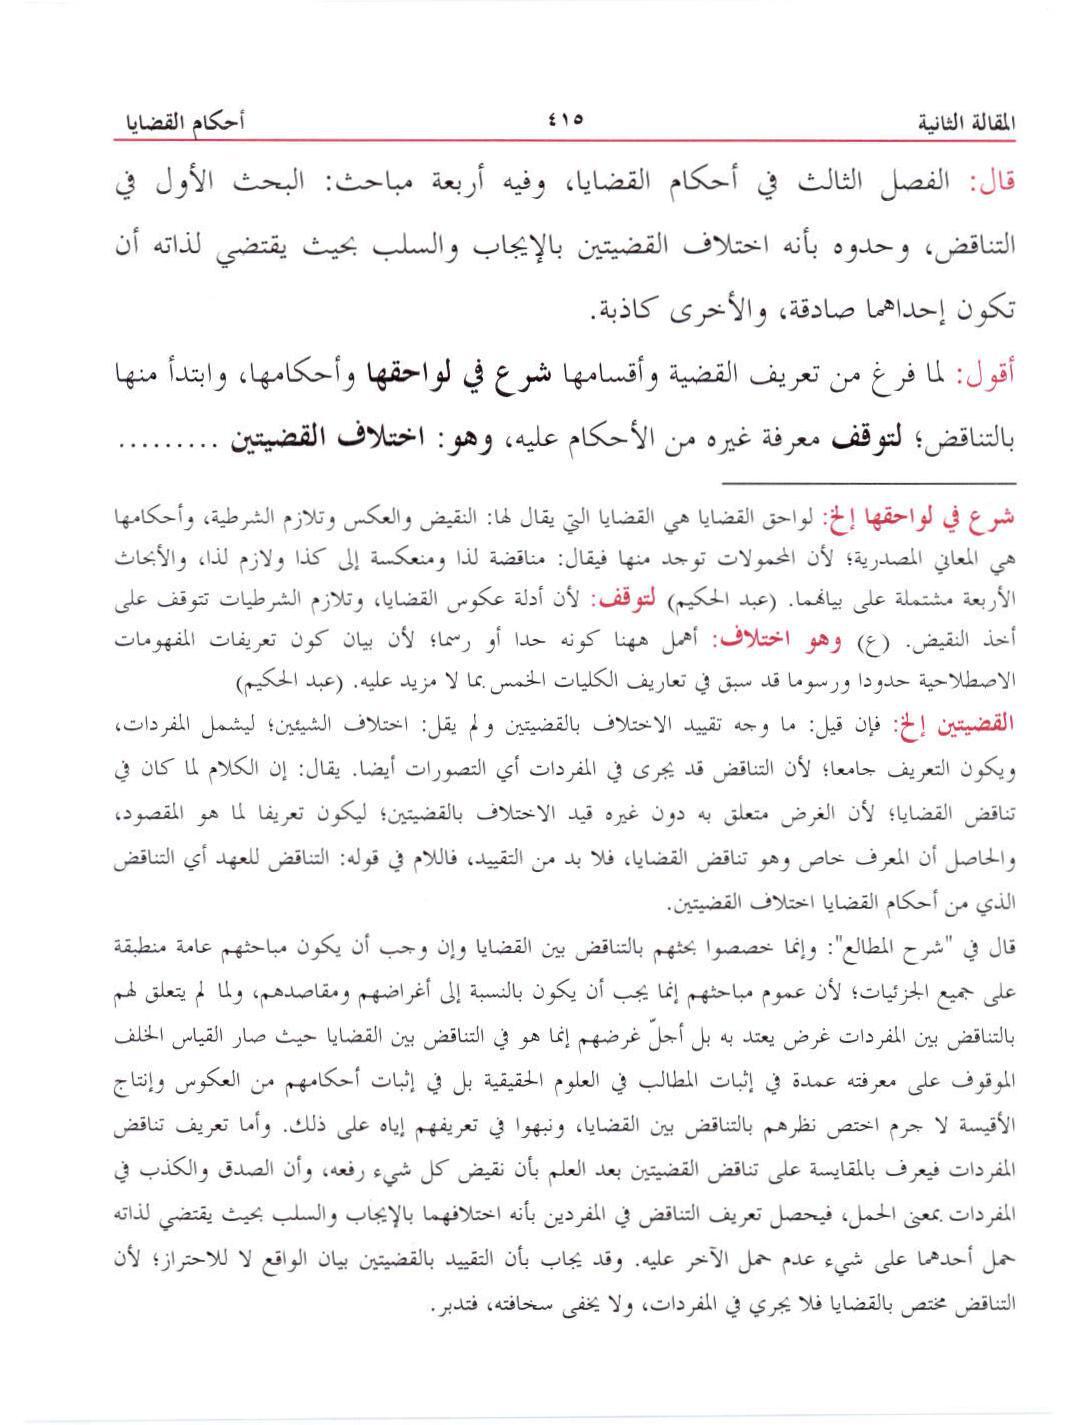 المقالة الثانية ٤١٥ أحكام القضايا
قال: الفصل الثالث في أحكام القضايا، وفيه أربعة مباحث: البحث الأول في
التناقض، وحدوه بأنه اختلاف القضيتين بالإيجاب والسلب بحيث يقتضي لذاته أن
تكون إحداهما صادقة، والأخرى كاذبة.
أقول: لما فرغ من تعريف القضية وأقسامها شرع في لواحقها وأحكامها، وابتدأ منها
بالتناقض؛ لتوقف معرفة غيره من الأحكام عليه، وهو: اختلاف القضيتين .........
شرع في لواحقها إلخ: لواحق القضايا هي القضايا التي يقال لها: النقيض والعكس وتلازم الشرطية، وأحكامها
هي المعاني المصدرية؛ لأن المحمولات توجد منها فيقال: مناقضة لذا ومنعكسة إلى كذا ولازم لذا، والأبحاث
الأربعة مشتملة على بيانهما. (عبد الحكيم) لتوقف: لأن أدلة عكوس القضايا، وتلازم الشرطيات تتوقف على
أخذ النقيض. (ع) وهو اختلاف: أهمل ههنا كونه حدا أو رسما؛ لأن بيان كون تعريفات المفهومات
الاصطلاحية حدودا ورسوما قد سبق في تعاريف الكليات الخمس بما لا مزيد عليه. (عبد الحكيم)
القضيتين إلخ: فإن قيل: ما وجه تقييد الاختلاف بالقضيتين ولم يقل: اختلاف الشيئين؛ ليشمل المفردات،
ويكون التعريف جامعا؛ لأن التناقض قد يجرى في المفردات أي التصورات أيضا. يقال: إن الكلام لما كان في
تناقض القضايا؛ لأن الغرض متعلق به دون غيره قيد الاختلاف بالقضيتين؛ ليكون تعريفا لما هو المقصود،
والحاصل أن المعرف خاص وهو تناقض القضايا، فلا بد من التقييد، فاللام في قوله: التناقض للعهد أي التناقض
الذي من أحكام القضايا اختلاف القضيتين.
قال في "شرح المطالع": وإنما خصصوا بحثهم بالتناقض بين القضايا وإن وجب أن يكون مباحثهم عامة منطبقة
على جميع الجزئيات؛ لأن عموم مباحثهم إنما يجب أن يكون بالنسبة إلى أغراضهم ومقاصدهم، ولما لم يتعلق لهم
بالتناقض بين المفردات غرض يعتد به بل أجلّ غرضهم إنما هو في التناقض بين القضايا حيث صار القياس الخلف
الموقوف على معرفته عمدة في إثبات المطالب في العلوم الحقيقية بل في إثبات أحكامهم من العكوس وإنتاج
الأقيسة لا جرم اختص نظرهم بالتناقض بين القضايا، ونبهوا في تعريفهم إياه على ذلك. وأما تعريف تناقض
المفردات فيعرف بالمقايسة على تناقض القضيتين بعد العلم بأن نقيض كل شيء رفعه، وأن الصدق والكذب في
المفردات بمعنى الحمل، فيحصل تعريف التناقض في المفردين بأنه اختلافهما بالإيجاب والسلب بحيث يقتضي لذاته
حمل أحدهما على شيء عدم حمل الآخر عليه. وقد يجاب بأن التقييد بالقضيتين بيان الواقع لا للاحتراز؛ لأن
التناقض مختص بالقضايا فلا يجري في المفردات، ولا يخفى سخافته، فتدبر.